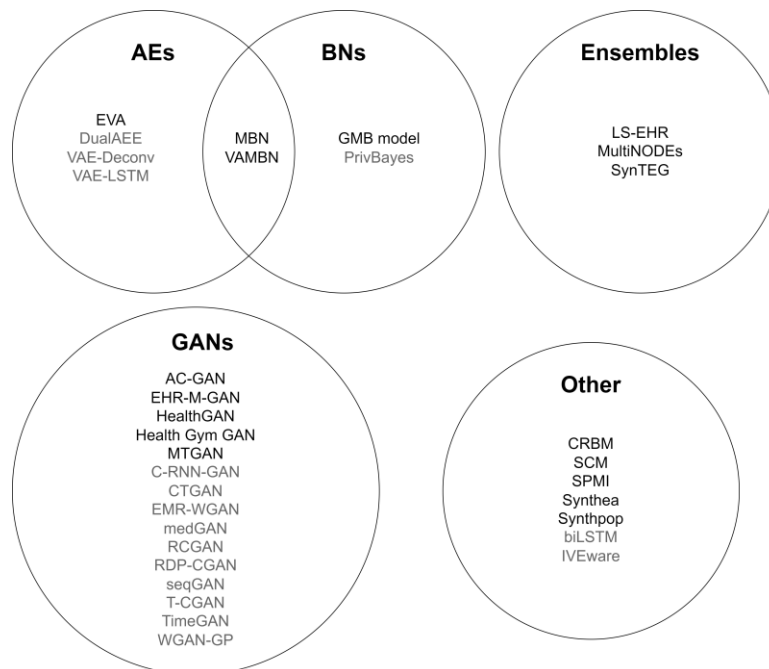 AEs
BNs
Ensembles
EVA
DualAEE
VAE-Deconv
VAE-LSTM
MBN
VAMBN
GMB model
PrivBayes
LS-EHR
MultiNODEs
SynTEG
GANs
AC-GAN
EHR-M-GAN
HealthGAN
Health Gym GAN
MTGAN
C-RNN-GAN
CTGAN
EMR-WGAN
medGAN
RCGAN
RDP-CGAN
seqGAN
T-CGAN
TimeGAN
WGAN-GP
Other
CRBM
SCM
SPMI
Synthea
Synthpop
biLSTM
IVEware